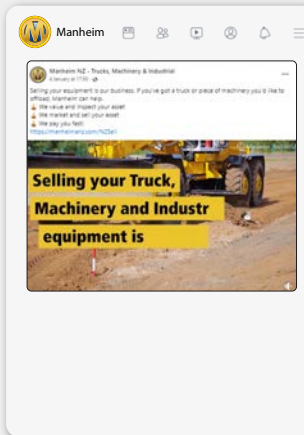 Manheim
Manheim NZ - Trucks, Machinery & Industrial
Selling your equipment is our business. If you've got a truck or piece of machinery you'd like to
offload, Manheim can help.
We value and inspect your asset
We market and sell your asset
We pay you fast!
Selling your Truck,
Machinery and Industr
equipment is